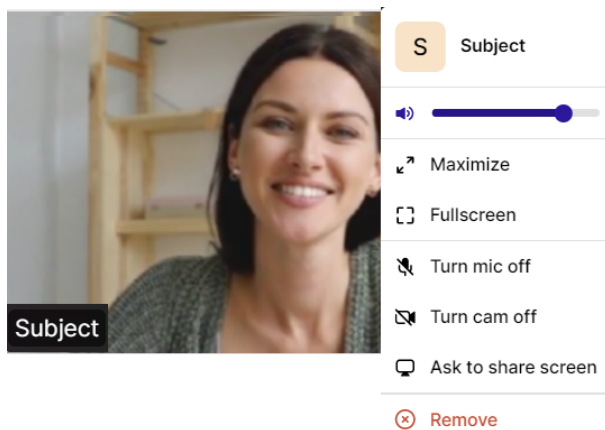 Subject
S
Subject
Maximize
Fullscreen
Turn mic off
Turn cam off
Ask to share screen
Remove